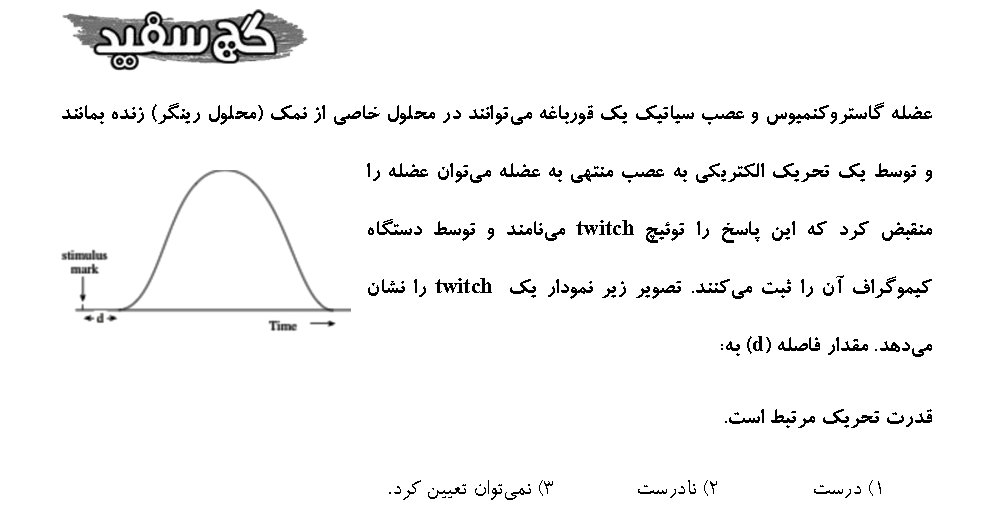 گچ سفید
عضله گاستروکنمیوس و عصب سیاتیک یک قورباغه می‌توانند در محلول خاصی از نمک (محلول رینگر) زنده بمانند
و توسط یک تحریک الکتریکی به عصب منتهی به عضله می‌توان عضله را
منقبض کرد که این پاسخ را توئیچ twitch می‌نامند و توسط دستگاه
کیموگراف آن را ثبت می‌کنند. تصویر زیر نمودار یک twitch را نشان
می‌دهد. مقدار فاصله (d) به:
stimulus
mark
d
Time
قدرت تحریک مرتبط است.
۱) درست ۲) نادرست ۳) نمی‌توان تعیین کرد.